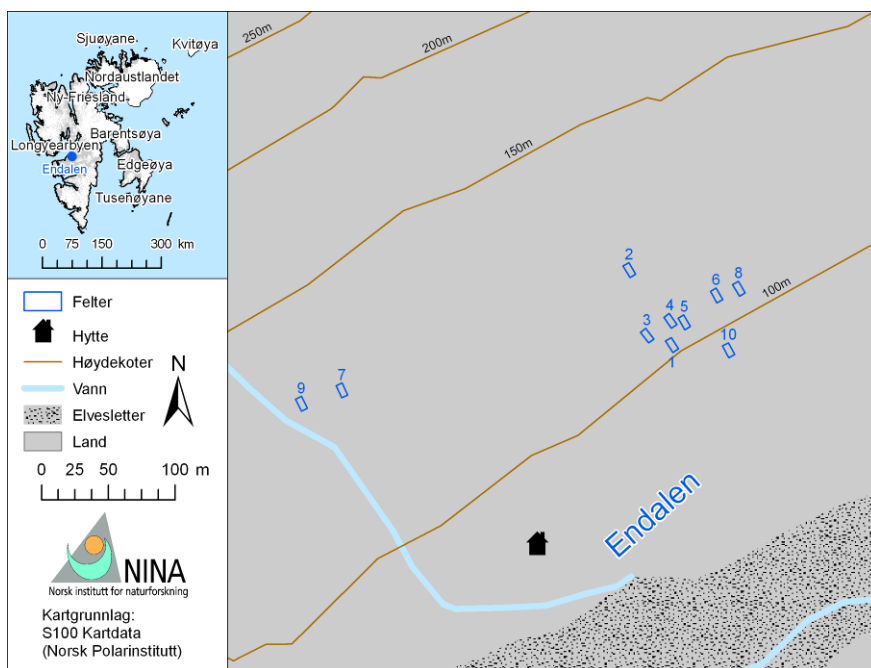 Sjuøyane
Kvitøya
Nordaustlandet
Ny-Friesland
Barentsøya
Longyearbyen
Endalen
Edgeøya
Tusenøyane
0 75 150 300 km
Felter
Hytte
Høydekoter
N
Vann
Elvesletter
Land
0 25 50 100 m
NINA
Norsk institutt for naturforskning
Kartgrunnlag:
S100 Kartdata
(Norsk Polarinstitutt)
250m
200m
150m
100m
2
6
8
4
5
3
1
10
7
9
Endalen